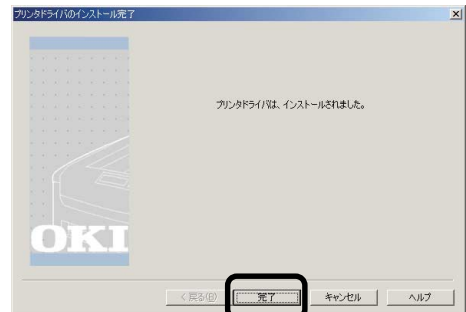 プリンタドライバのインストール完了
プリンタドライバは、インストールされました。
OKI
< 戻る(B)
完了
キャンセル
ヘルプ